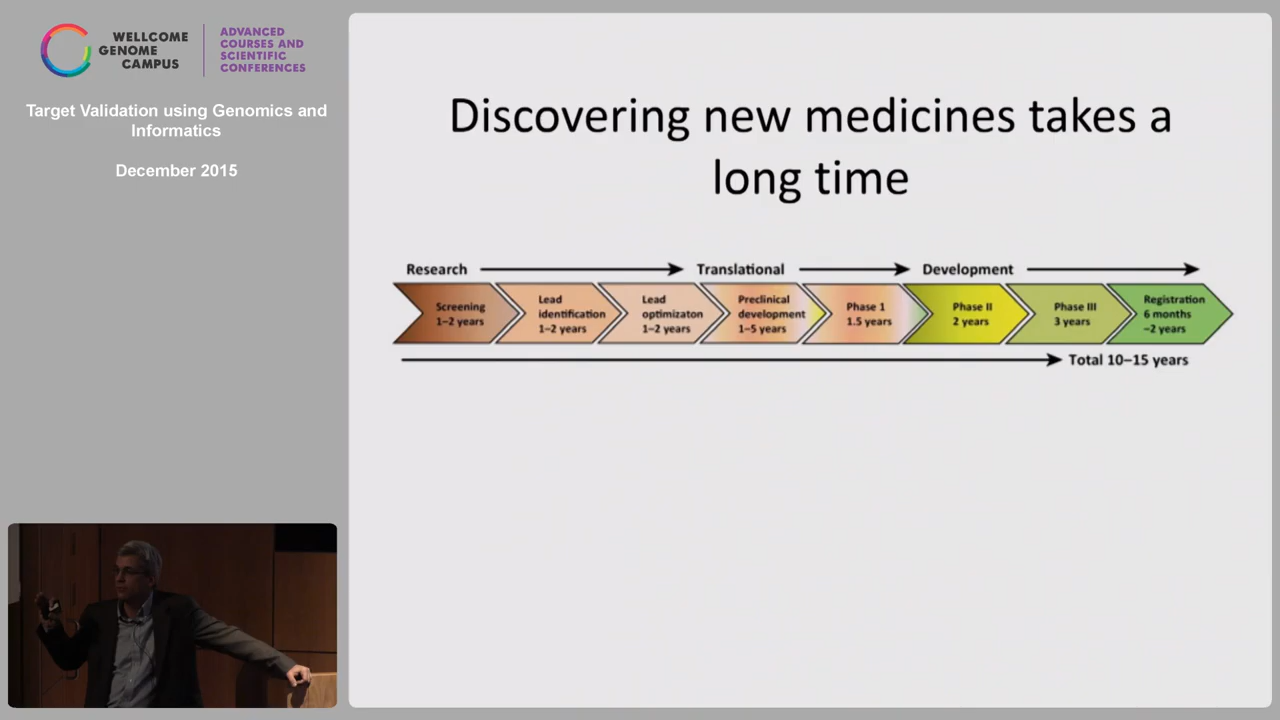 WELLCOME
GENOME
CAMPUS
ADVANCED
COURSES AND
SCIENTIFIC
CONFERENCES
Target Validation using Genomics and
Informatics
December 2015
Discovering new medicines takes a
long time
Research
Translational
Development
Screening
1–2 years
Lead
identification
1–2 years
Lead
optimizaton
1–2 years
Preclinical
development
1–5 years
Phase 1
1.5 years
Phase II
2 years
Phase III
3 years
Registration
6 months
–2 years
Total 10–15 years